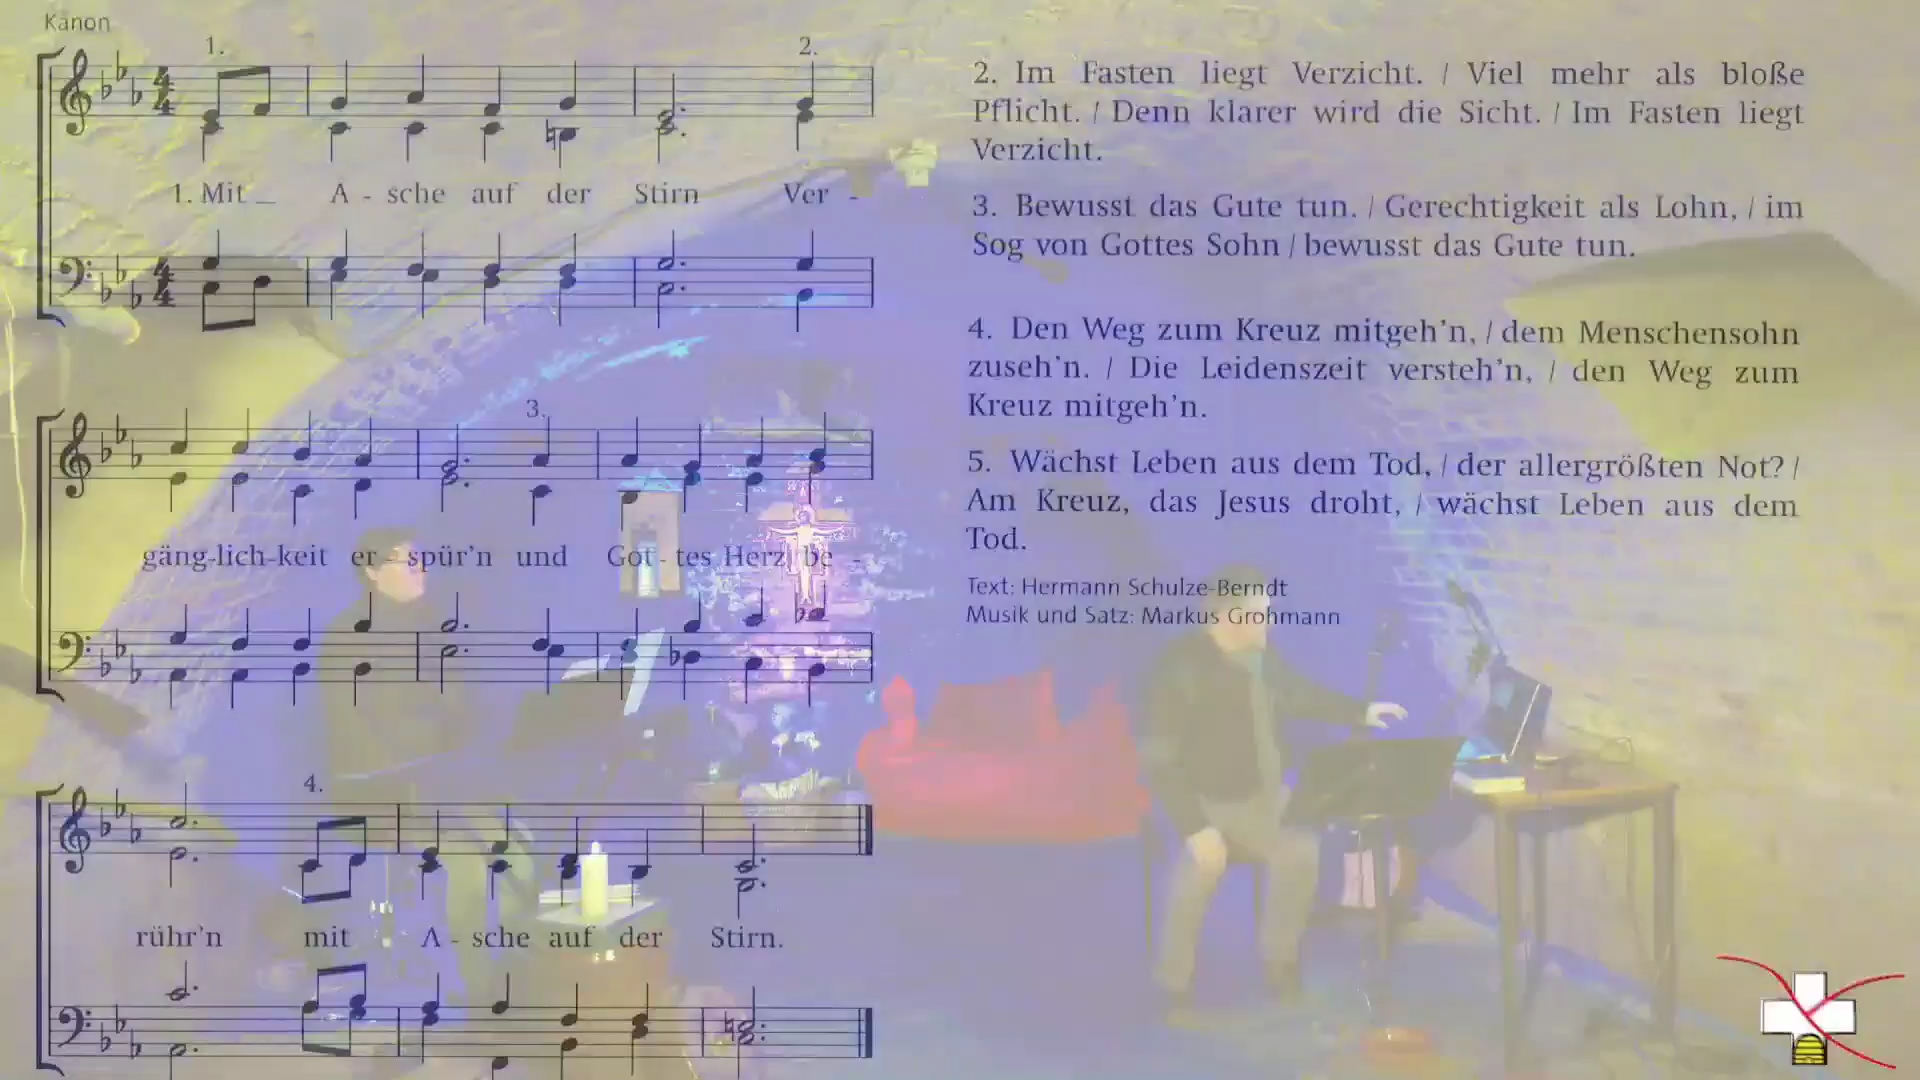 Kanon
1. 2.
1. Mit _ A - sche auf der Stirn Ver -
3.
gäng-lich-keit er - spür'n und Got - tes Herz be -
4.
rühr'n mit A - sche auf der Stirn.
2. Im Fasten liegt Verzicht. / Viel mehr als bloße
Pflicht. / Denn klarer wird die Sicht. / Im Fasten liegt
Verzicht.
3. Bewusst das Gute tun. / Gerechtigkeit als Lohn, / im
Sog von Gottes Sohn / bewusst das Gute tun.
4. Den Weg zum Kreuz mitgeh'n, / dem Menschensohn
zuseh'n. / Die Leidenszeit versteh'n, / den Weg zum
Kreuz mitgeh'n.
5. Wächst Leben aus dem Tod, / der allergrößten Not? /
Am Kreuz, das Jesus droht, / wächst Leben aus dem
Tod.
Text: Hermann Schulze-Berndt
Musik und Satz: Markus Grohmann